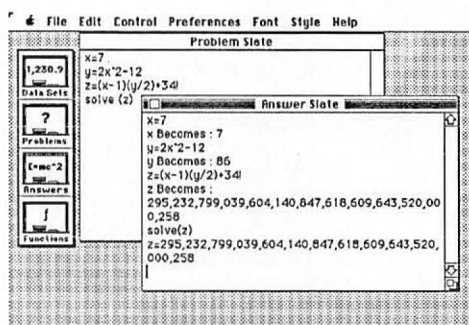 File Edit Control Preferences Font Style Help
Problem Slate
1,230.9
Data Sets
?
Problems
E=mc^2
Answers
∫
Functions
x=7
y=2x^2-12
z=(x-1)(y/2)+34!
solve (z)
Answer Slate
x=7
x Becomes : 7
y=2x^2-12
y Becomes : 86
z=(x-1)(y/2)+34!
z Becomes :
295,232,799,039,604,140,847,618,609,643,520,00
0,258
solve(z)
z=295,232,799,039,604,140,847,618,609,643,520,
000,258